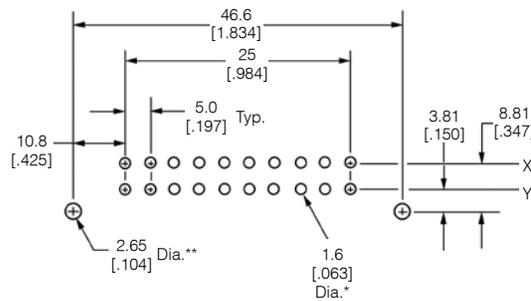 46.6
[1.834]
25
[.984]
5.0
[.197] Typ.
3.81
[.150]
8.81
[.347]
10.8
[.425]
X
Y
2.65
[.104] Dia.**
1.6
[.063]
Dia.*